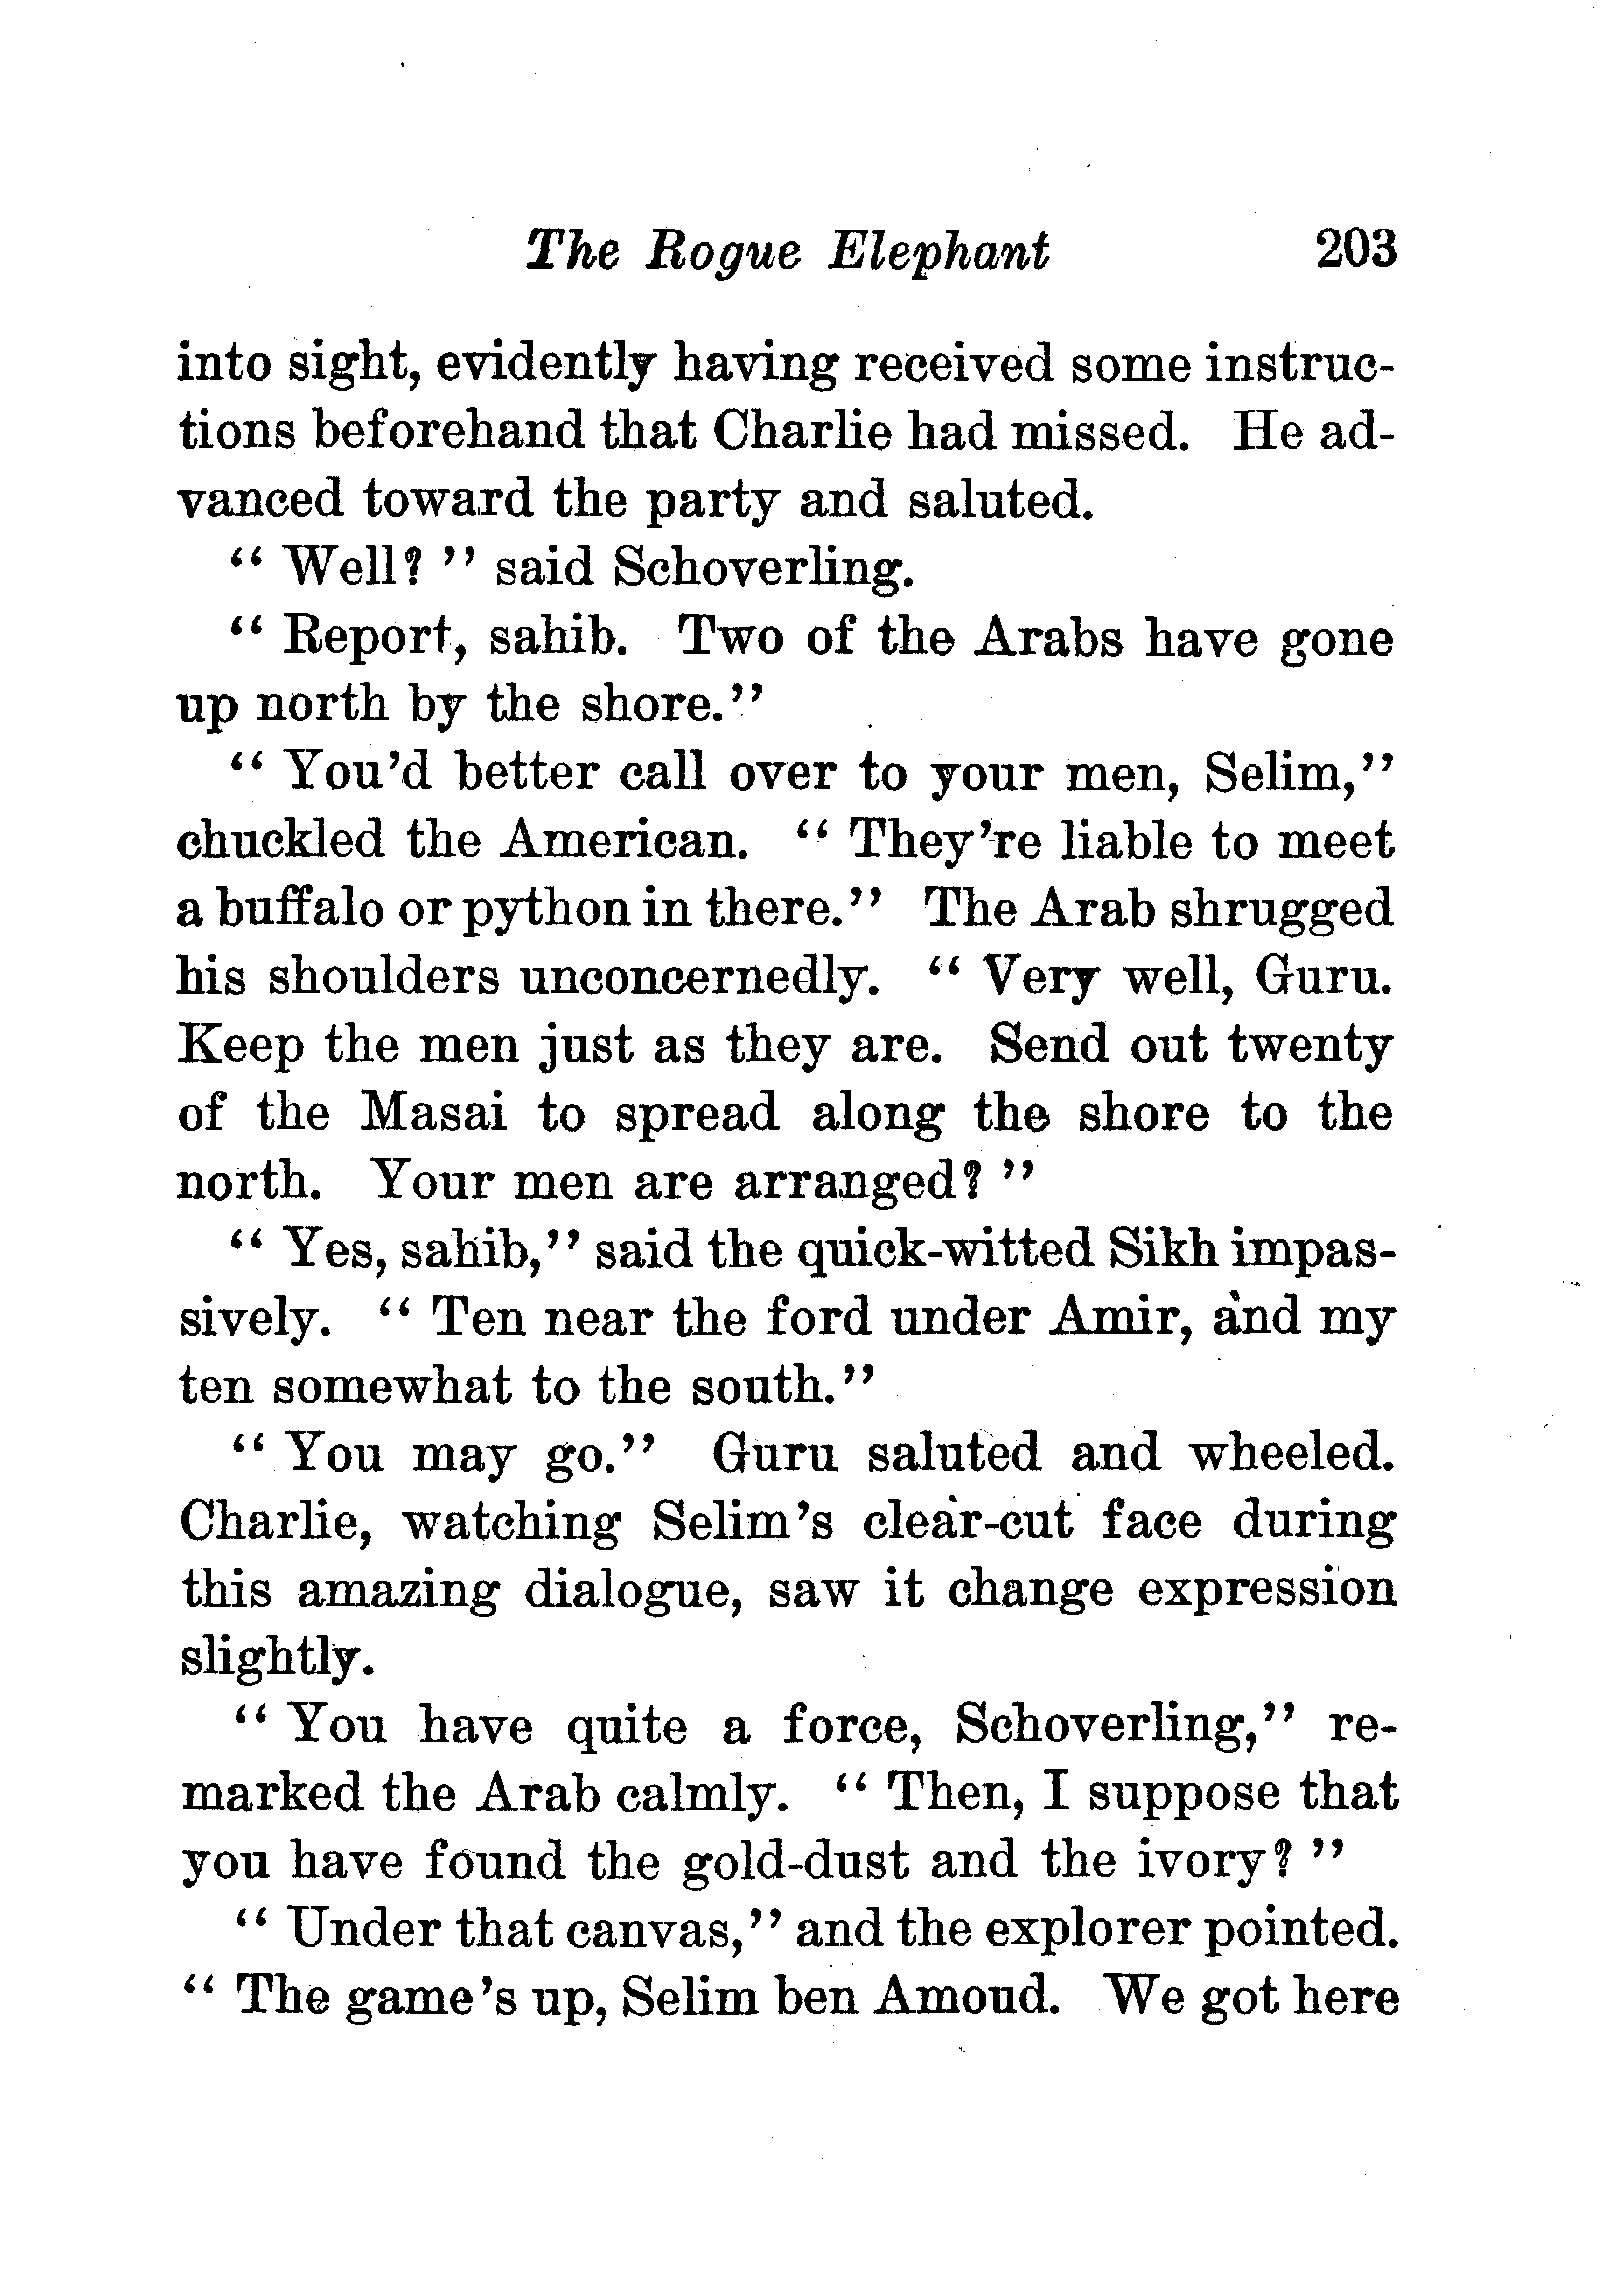 The Rogue Elephant 203
into sight, evidently having received some instruc-
tions beforehand that Charlie had missed. He ad-
vanced toward the party and saluted.
“ Well? ” said Schoverling.
“ Report, sahib. Two of the Arabs have gone
up north by the shore.”
“ You’d better call over to your men, Selim,”
chuckled the American. “ They’re liable to meet
a buffalo or python in there.” The Arab shrugged
his shoulders unconcernedly. “ Very well, Guru.
Keep the men just as they are. Send out twenty
of the Masai to spread along the shore to the
north. Your men are arranged? ”
“ Yes, sahib,” said the quick-witted Sikh impas-
sively. “ Ten near the ford under Amir, and my
ten somewhat to the south.”
“ You may go.” Guru saluted and wheeled.
Charlie, watching Selim’s clear-cut face during
this amazing dialogue, saw it change expression
slightly.
“ You have quite a force, Schoverling,” re-
marked the Arab calmly. “ Then, I suppose that
you have found the gold-dust and the ivory? ”
“ Under that canvas,” and the explorer pointed.
“ The game’s up, Selim ben Amoud. We got here